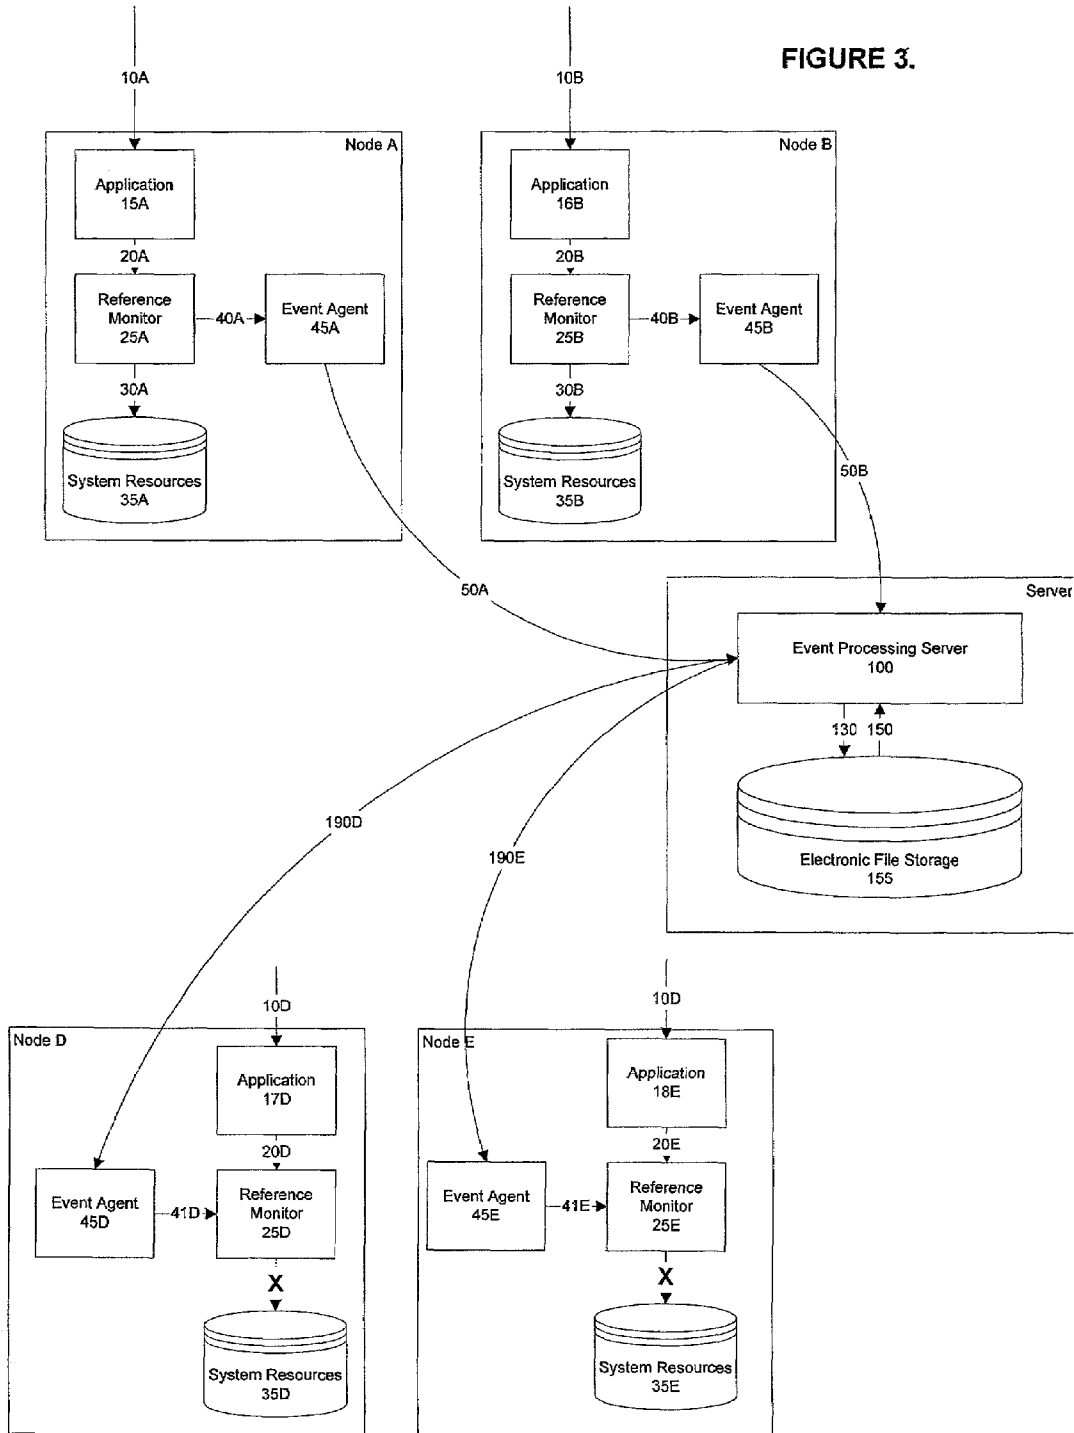 FIGURE 3.
10A
10B
Node A
Node B
Application
15A
Application
16B
20A
20B
Reference
Monitor
25A
40A
Event Agent
45A
Reference
Monitor
25B
40B
Event Agent
45B
30A
30B
System Resources
35A
System Resources
35B
50B
50A
Server
Event Processing Server
100
130 150
190D
190E
Electronic File Storage
155
10D
10D
Node D
Node E
Application
17D
Application
18E
20D
20E
Event Agent
45D
41D
Reference
Monitor
25D
Event Agent
45E
41E
Reference
Monitor
25E
X
X
System Resources
35D
System Resources
35E